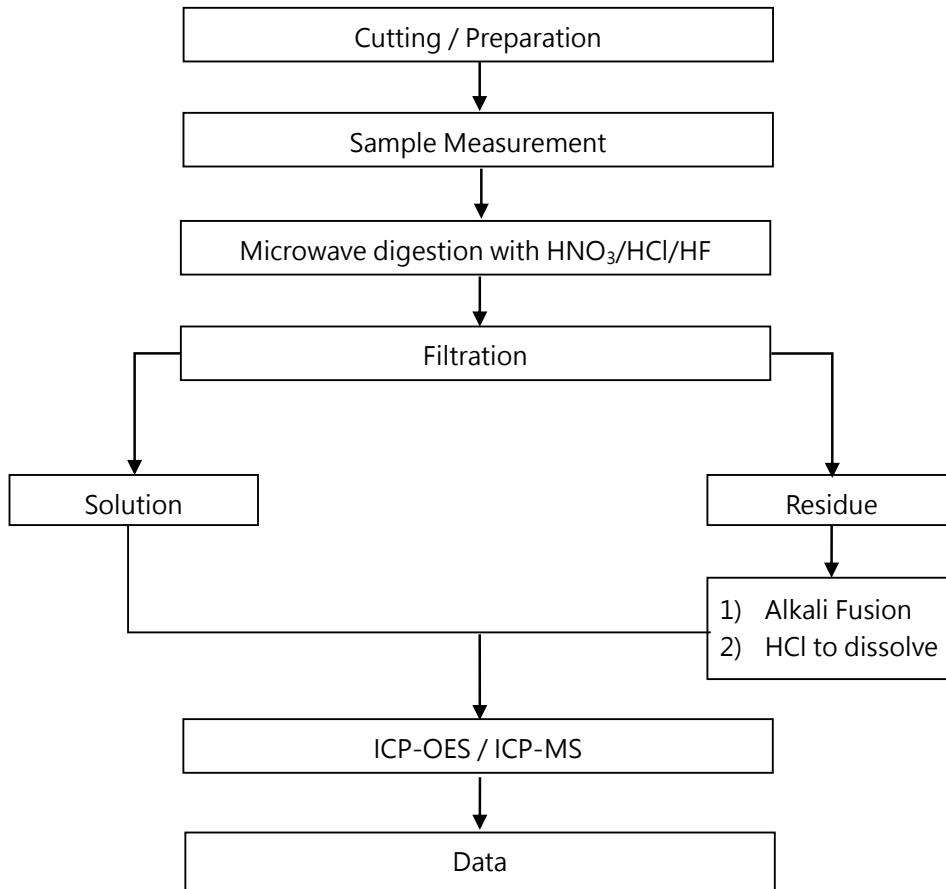 Cutting / Preparation
Sample Measurement
Microwave digestion with HNO₃/HCl/HF
Filtration
Solution
Residue
1) Alkali Fusion
2) HCl to dissolve
ICP-OES / ICP-MS
Data